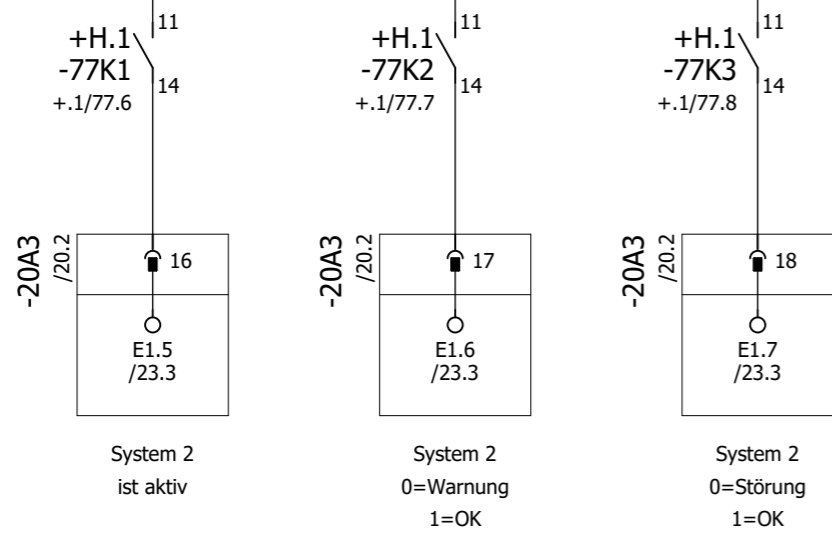 11
+H.1
-77K1
14
+.1/77.6
-20A3
/20.2
16
E1.5
/23.3
System 2
ist aktiv
11
+H.1
-77K2
14
+.1/77.7
-20A3
/20.2
17
E1.6
/23.3
System 2
0=Warnung
1=OK
11
+H.1
-77K3
14
+.1/77.8
-20A3
/20.2
18
E1.7
/23.3
System 2
0=Störung
1=OK